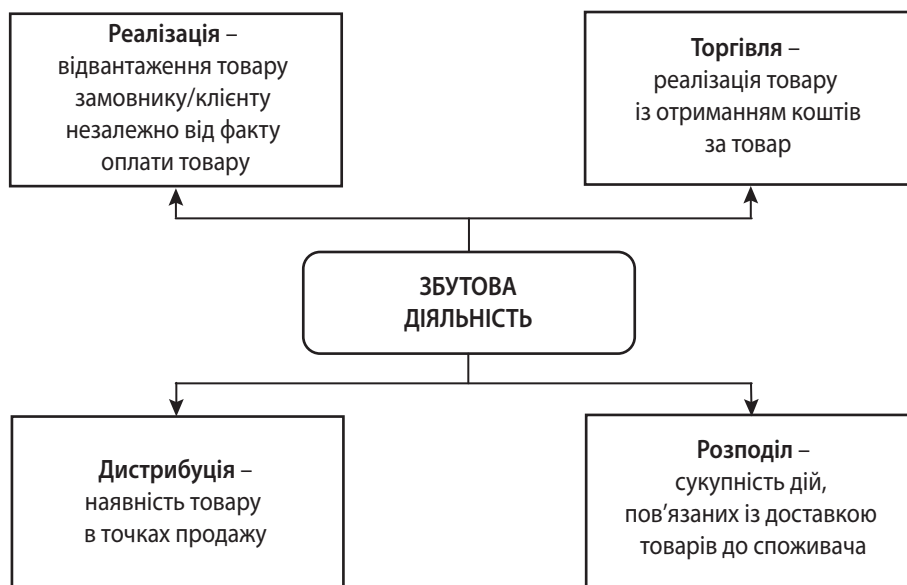 Реалізація –
відвантаження товару
замовнику/клієнту
незалежно від факту
оплати товару
Торгівля –
реалізація товару
із отриманням коштів
за товар
ЗБУТОВА
ДІЯЛЬНІСТЬ
Дистрибуція –
наявність товару
в точках продажу
Розподіл –
сукупність дій,
пов’язаних із доставкою
товарів до споживача